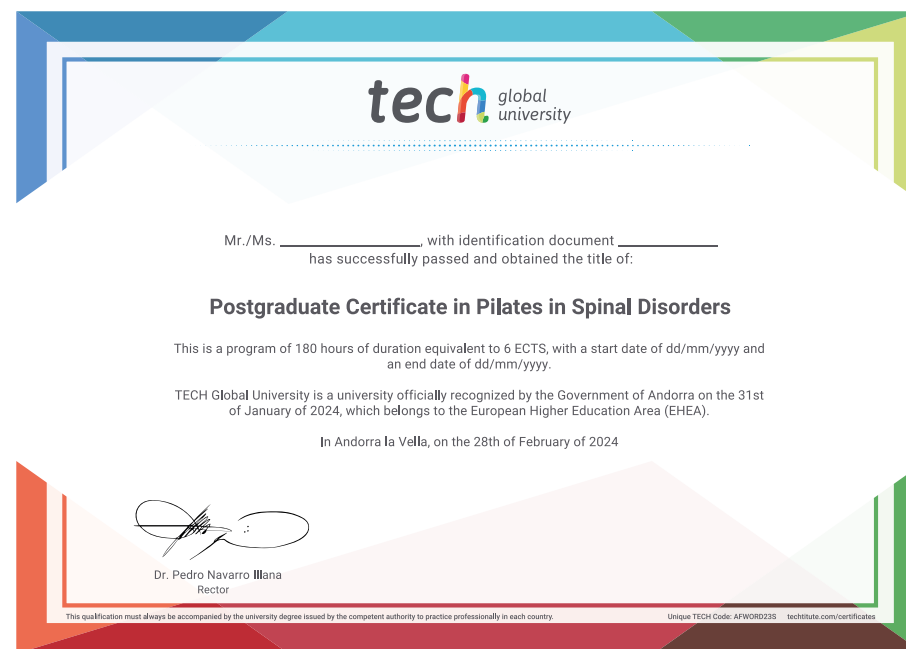 tech global
university
Mr./Ms. ____________, with identification document ____________
has successfully passed and obtained the title of:
Postgraduate Certificate in Pilates in Spinal Disorders
This is a program of 180 hours of duration equivalent to 6 ECTS, with a start date of dd/mm/yyyy and
an end date of dd/mm/yyyy.
TECH Global University is a university officially recognized by the Government of Andorra on the 31st
of January of 2024, which belongs to the European Higher Education Area (EHEA).
In Andorra la Vella, on the 28th of February of 2024
Dr. Pedro Navarro Illana
Rector
This qualification must always be accompanied by the university degree issued by the competent authority to practice professionally in each country.
Unique TECH Code: AFWORD23S techtitute.com/certificates